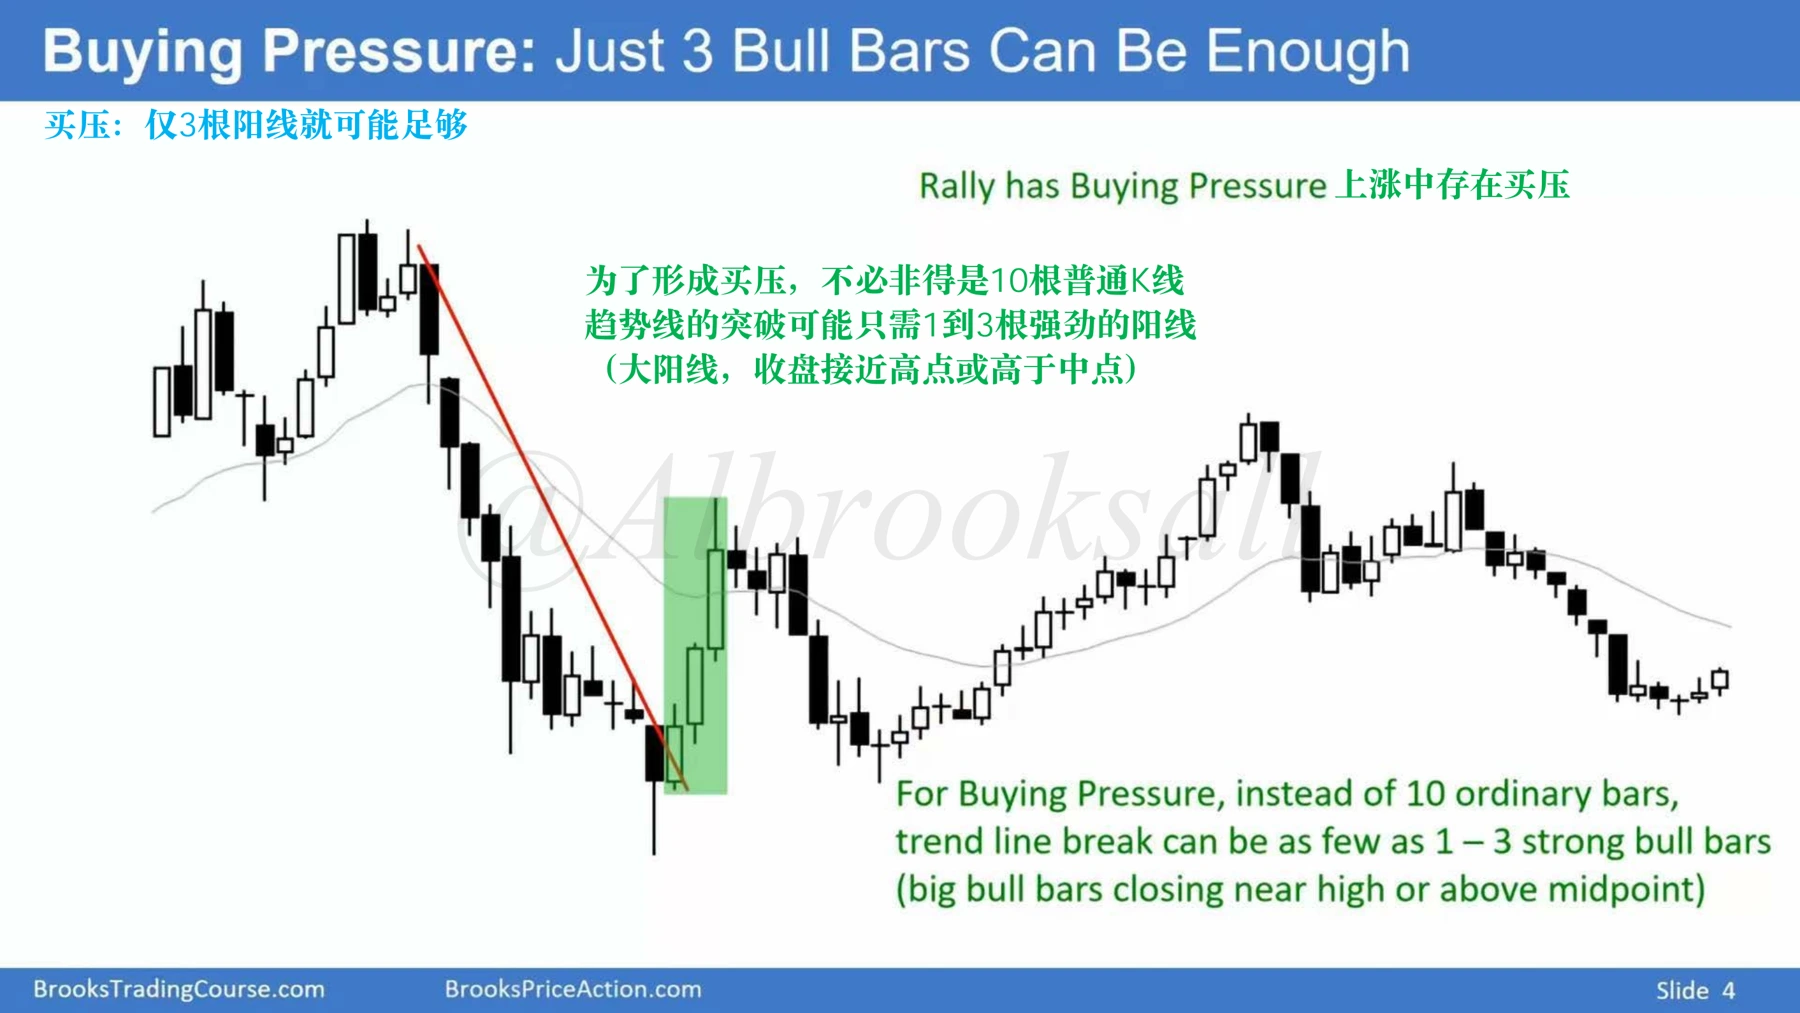 Buying Pressure: Just 3 Bull Bars Can Be Enough
买压：仅3根阳线就可能足够
Rally has Buying Pressure 上涨中存在买压
为了形成买压，不必非得是10根普通K线
趋势线的突破可能只需1到3根强劲的阳线
（大阳线，收盘接近高点或高于中点）
@Albrooksall
For Buying Pressure, instead of 10 ordinary bars,
trend line break can be as few as 1 – 3 strong bull bars
(big bull bars closing near high or above midpoint)
BrooksTradingCourse.com
BrooksPriceAction.com
Slide 4